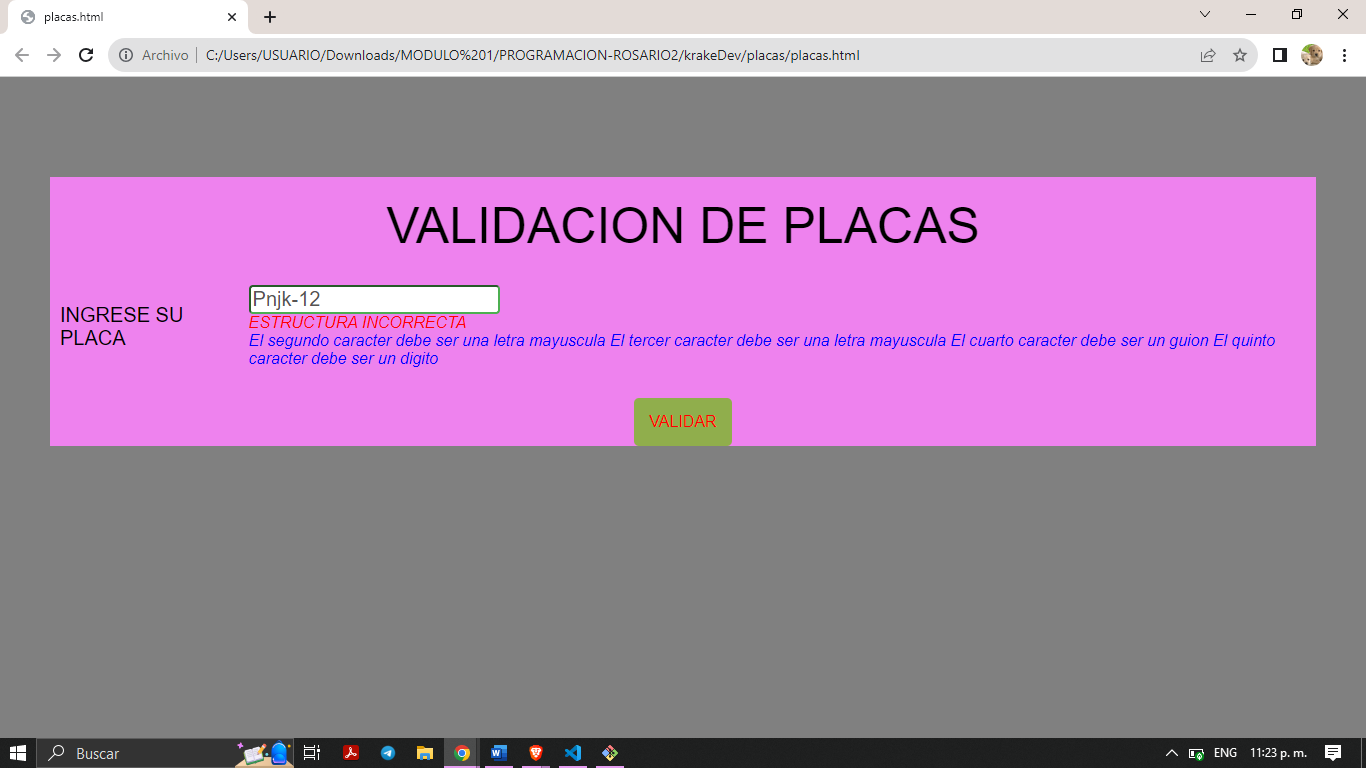 placas.html
Archivo
C:/Users/USUARIO/Downloads/MODULO%201/PROGRAMACION-ROSARIO2/krakeDev/placas/placas.html
VALIDACION DE PLACAS
INGRESE SU
PLACA
Pnjk-12
ESTRUCTURA INCORRECTA
El segundo caracter debe ser una letra mayuscula El tercer caracter debe ser una letra mayuscula El cuarto caracter debe ser un guion El quinto
caracter debe ser un digito
VALIDAR
Buscar
ENG
11:23 p. m.